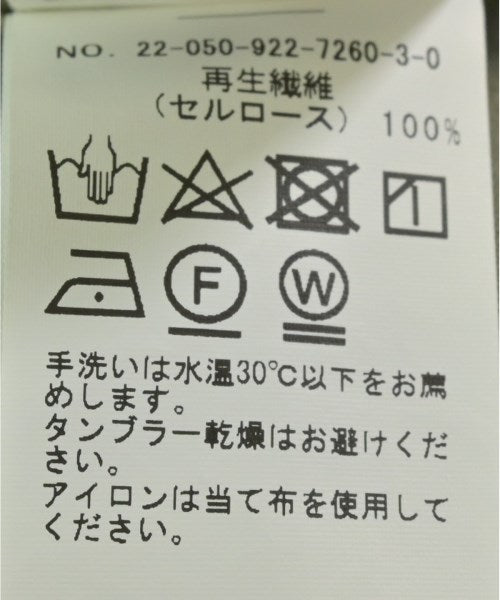 NO. 22-050-922-7260-3-0
再生繊維
(セルロース) 100%
F
W
手洗いは水温30℃以下をお薦
めします。
タンブラー乾燥はお避けくだ
さい。
アイロンは当て布を使用して
ください。